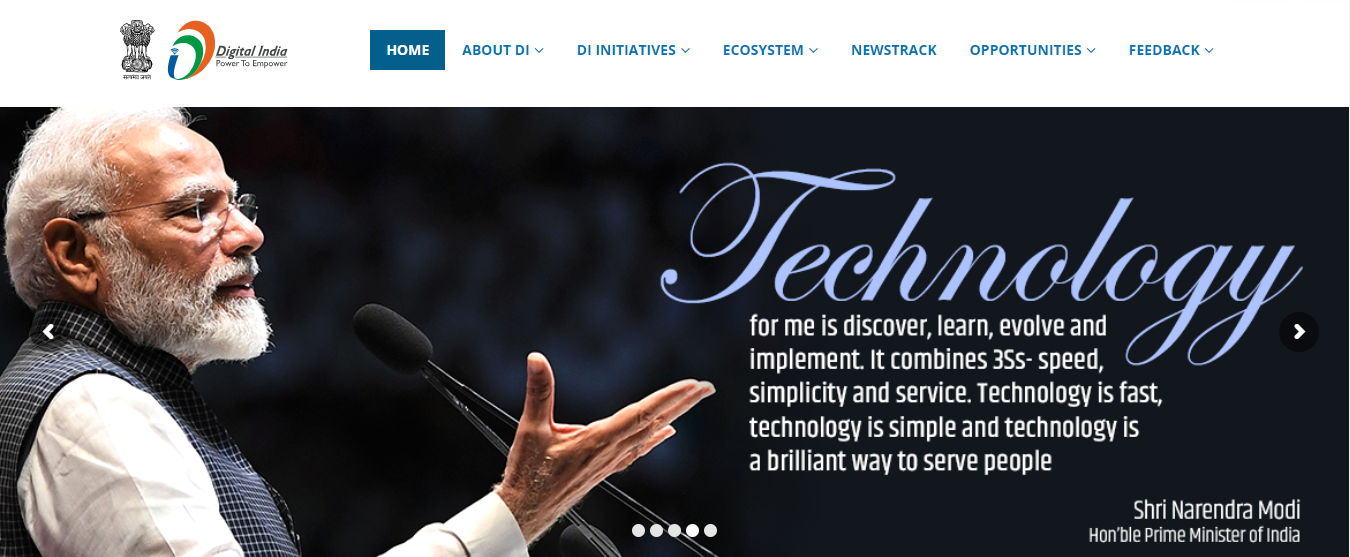 सत्यमेव जयते
Digital India
Power To Empower
HOME
ABOUT DI
DI INITIATIVES
ECOSYSTEM
NEWSTRACK
OPPORTUNITIES
FEEDBACK
Technology
for me is discover, learn, evolve and
implement. It combines 3Ss- speed,
simplicity and service. Technology is fast,
technology is simple and technology is
a brilliant way to serve people
Shri Narendra Modi
Hon'ble Prime Minister of India